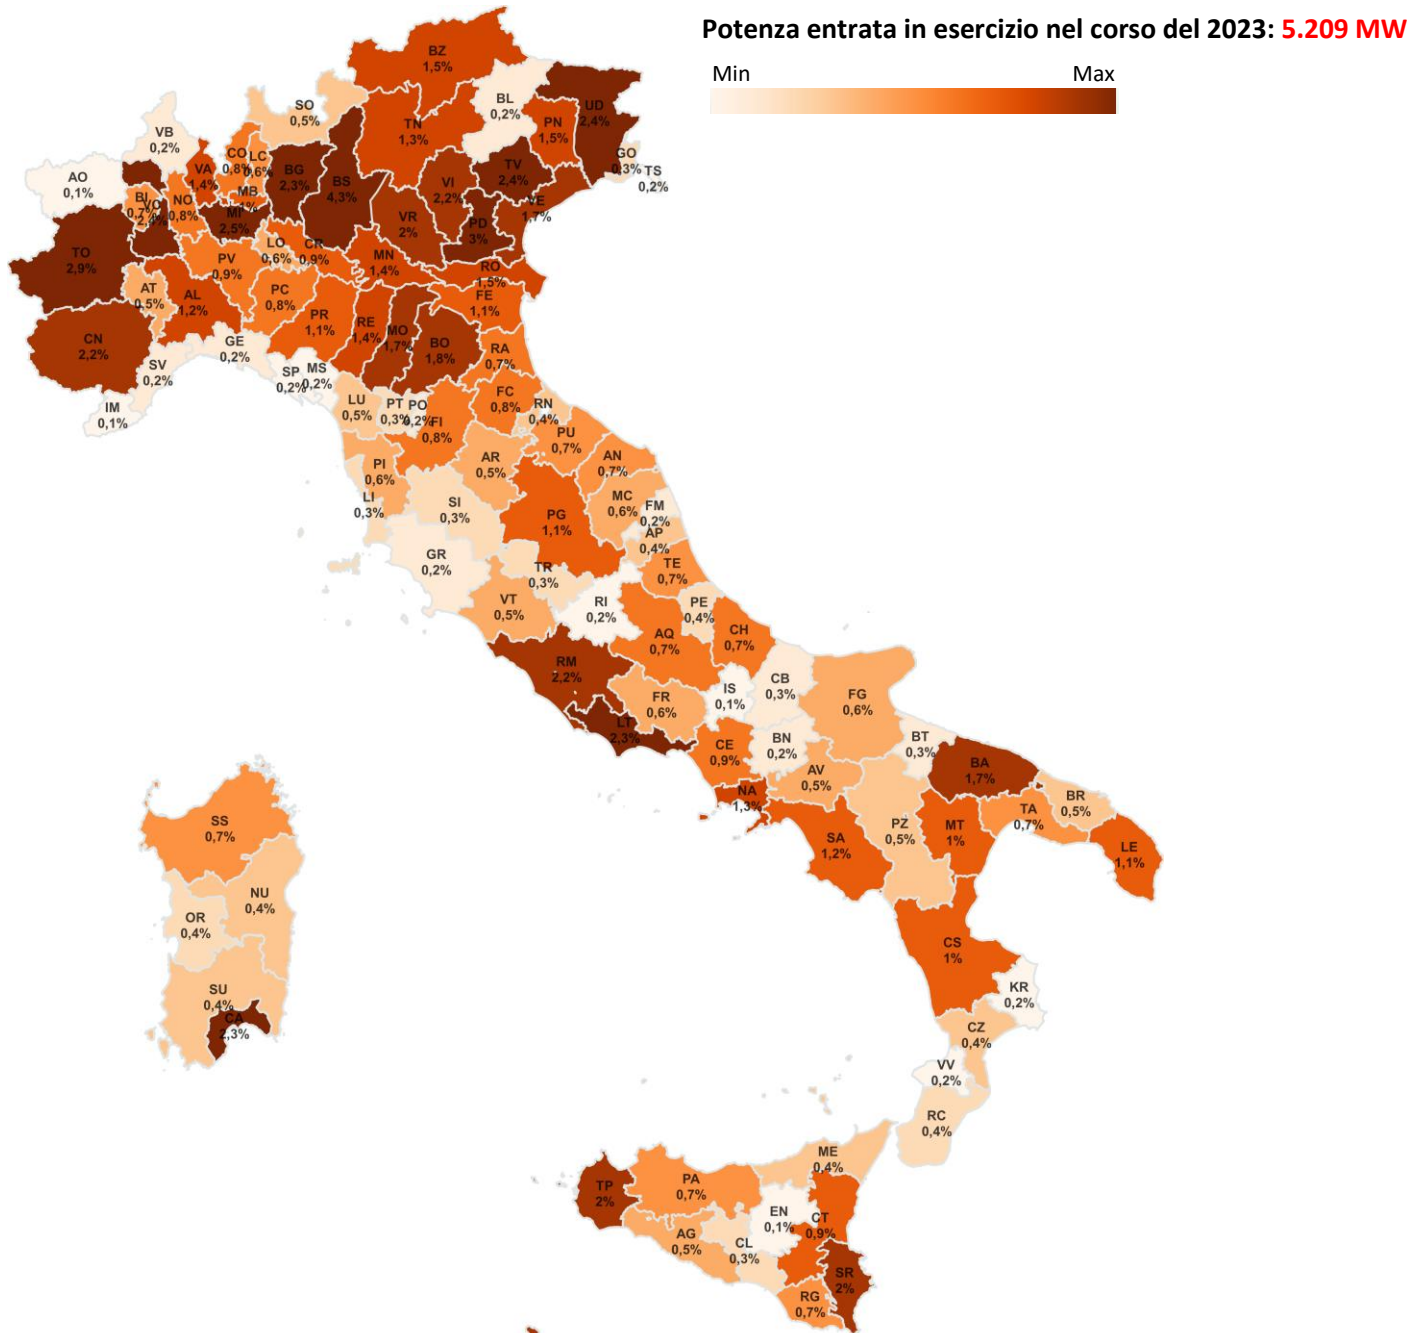 Potenza entrata in esercizio nel corso del 2023: 5.209 MW
Min Max
BZ
1,5%
SO
0,5%
BL
0,2%
UD
2,4%
TN
1,3%
PN
1,5%
VB
0,2%
CO
0,8%
LC
0,6%
GO
0,3%
TS
0,2%
AO
0,1%
VA
1,4%
BG
2,3%
BS
4,3%
TV
2,4%
VI
2,2%
BI
0,7%
VC
2,4%
NO
0,8%
MB
1%
MI
2,5%
VE
1,7%
VR
2%
PD
3%
TO
2,9%
PV
0,9%
LO
0,6%
CR
0,9%
MN
1,4%
RO
1,5%
AT
0,5%
AL
1,2%
PC
0,8%
PR
1,1%
RE
1,4%
MO
1,7%
BO
1,8%
FE
1,1%
CN
2,2%
GE
0,2%
SV
0,2%
SP
0,2%
MS
0,2%
RA
0,7%
IM
0,1%
LU
0,5%
PT
0,3%
PO
0,2%
FI
0,8%
FC
0,8%
RN
0,4%
PU
0,7%
PI
0,6%
AR
0,5%
AN
0,7%
LI
0,3%
SI
0,3%
PG
1,1%
MC
0,6%
FM
0,2%
AP
0,4%
GR
0,2%
TR
0,3%
TE
0,7%
VT
0,5%
RI
0,2%
PE
0,4%
AQ
0,7%
CH
0,7%
RM
2,2%
FR
0,6%
IS
0,1%
CB
0,3%
FG
0,6%
LT
2,3%
CE
0,9%
BN
0,2%
BT
0,3%
BA
1,7%
AV
0,5%
NA
1,3%
BR
0,5%
SS
0,7%
SA
1,2%
PZ
0,5%
MT
1%
TA
0,7%
LE
1,1%
NU
0,4%
OR
0,4%
CS
1%
SU
0,4%
CA
2,3%
KR
0,2%
CZ
0,4%
VV
0,2%
RC
0,4%
ME
0,4%
TP
2%
PA
0,7%
EN
0,1%
CT
0,9%
AG
0,5%
CL
0,3%
SR
2%
RG
0,7%